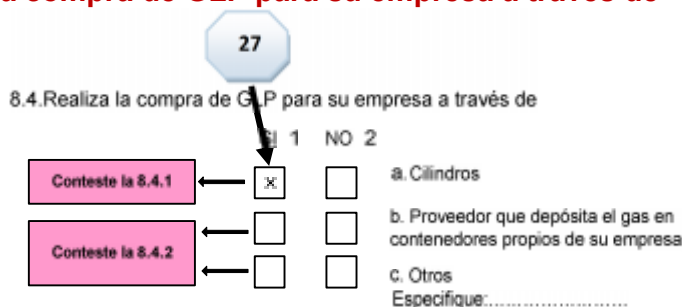 a compra de GLP para su empresa a través de
27
8.4.Realiza la compra de GLP para su empresa a través de
SI 1 NO 2
Conteste la 8.4.1
a. Cilindros
Conteste la 8.4.2
b. Proveedor que depósita el gas en
contenedores propios de su empresa
c. Otros
Especifique:........................